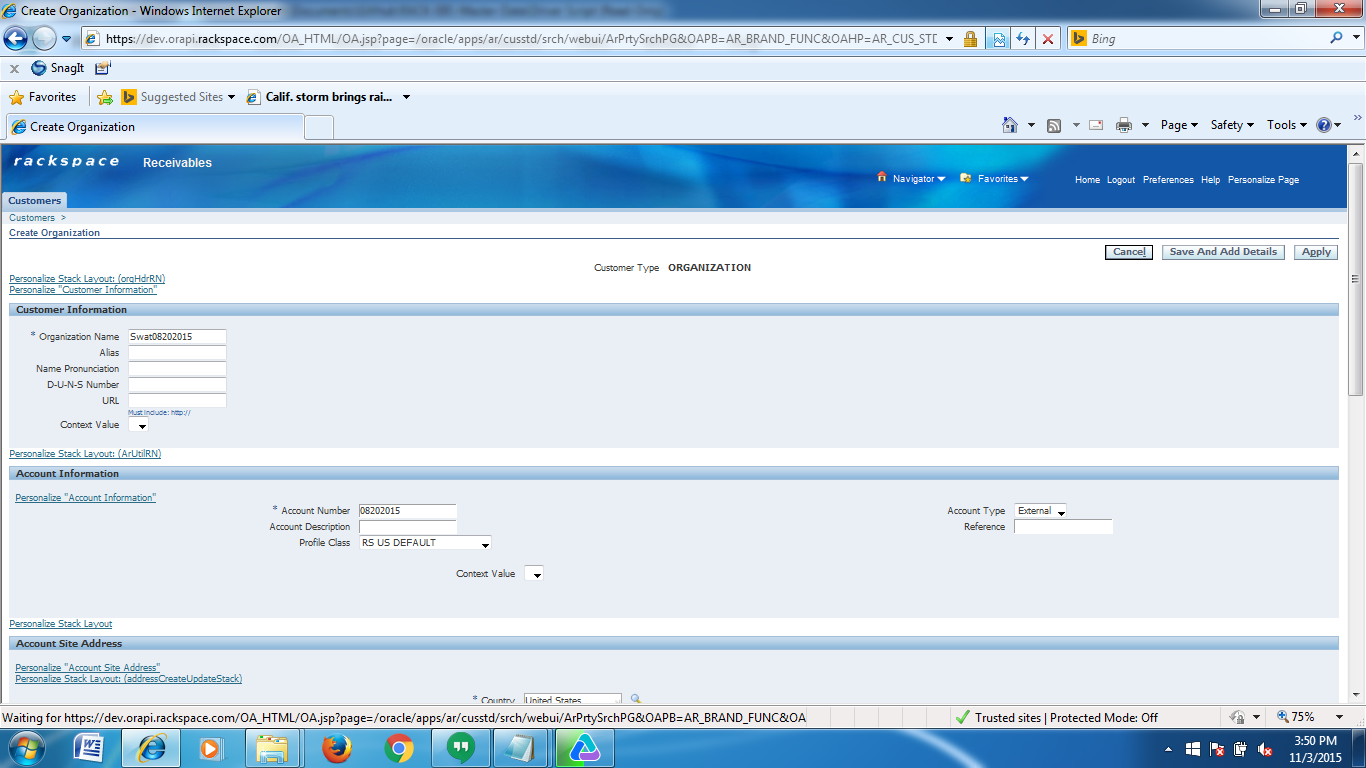 Create Organization - Windows Internet Explorer
https://dev.orapi.rackspace.com/OA_HTML/OA.jsp?page=/oracle/apps/ar/cusstd/srch/webui/ArPrtySrchPG&OAPB=AR_BRAND_FUNC&OAHP=AR_CUS_STD Bing
x SnagIt
Favorites Suggested Sites Calif. storm brings rai...
Create Organization Page Safety Tools
rackspace Receivables
Navigator Favorites Home Logout Preferences Help Personalize Page
Customers
Customers >
Create Organization
Cancel Save And Add Details Apply
Customer Type ORGANIZATION
Personalize Stack Layout: (orgHdrRN)
Personalize "Customer Information"
Customer Information
* Organization Name Swat08202015
Alias
Name Pronunciation
D-U-N-S Number
URL
Must include: http://
Context Value
Personalize Stack Layout: (ArUtilRN)
Account Information
Personalize "Account Information"
* Account Number 08202015 Account Type External
Account Description Reference
Profile Class RS US DEFAULT
Context Value
Personalize Stack Layout
Account Site Address
Personalize "Account Site Address"
Personalize Stack Layout: (addressCreateUpdateStack)
* Country United States
Waiting for https://dev.orapi.rackspace.com/OA_HTML/OA.jsp?page=/oracle/apps/ar/cusstd/srch/webui/ArPrtySrchPG&OAPB=AR_BRAND_FUNC&OA Trusted sites | Protected Mode: Off 75%
3:50 PM
11/3/2015